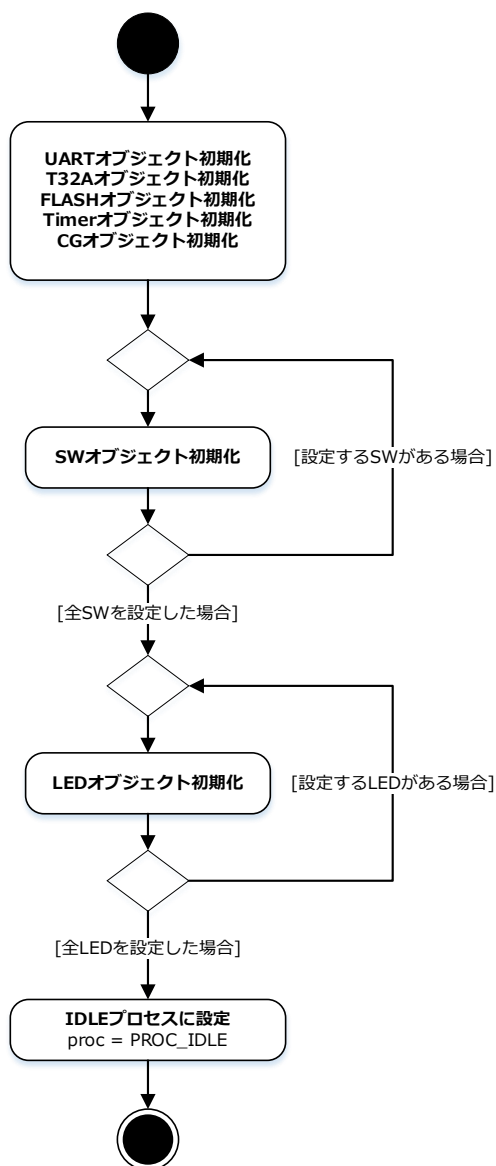 UARTオブジェクト初期化
T32Aオブジェクト初期化
FLASHオブジェクト初期化
Timerオブジェクト初期化
CGオブジェクト初期化
SWオブジェクト初期化
[設定するSWがある場合]
[全SWを設定した場合]
LEDオブジェクト初期化
[設定するLEDがある場合]
[全LEDを設定した場合]
IDLEプロセスに設定
proc = PROC_IDLE